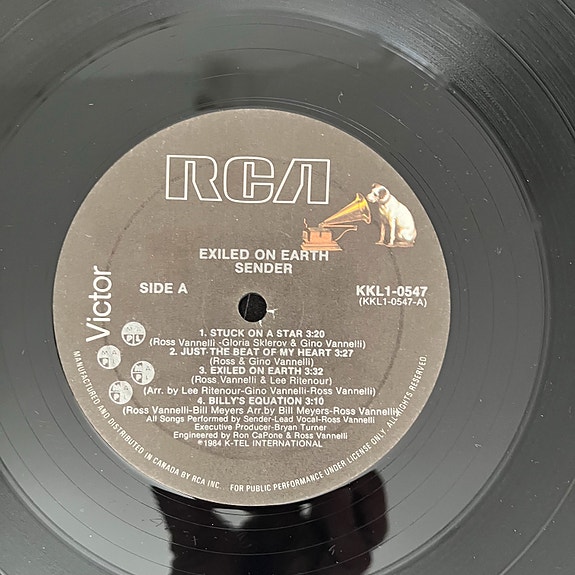 RCA
EXILED ON EARTH
SENDER
SIDE A
KKL1-0547
(KKL1-0547-A)
Victor
1. STUCK ON A STAR 3:20
(Ross Vannelli -Gloria Sklerov & Gino Vannelli)
2. JUST THE BEAT OF MY HEART 3:27
(Ross & Gino Vannelli)
3. EXILED ON EARTH 3:32
(Ross Vannelli & Lee Ritenour)
(Arr. by Lee Ritenour-Gino Vannelli-Ross Vannelli)
4. BILLY'S EQUATION 3:10
(Ross Vannelli-Bill Meyers Arr.by Bill Meyers-Ross Vannelli)
All Songs Performed by Sender-Lead Vocal-Ross Vannelli
Executive Producer-Bryan Turner
Engineered by Ron CaPone & Ross Vannelli
℗1984 K-TEL INTERNATIONAL
MANUFACTURED AND DISTRIBUTED IN CANADA BY RCA INC. FOR PUBLIC PERFORMANCE UNDER LICENSE ONLY. ALL RIGHTS RESERVED.